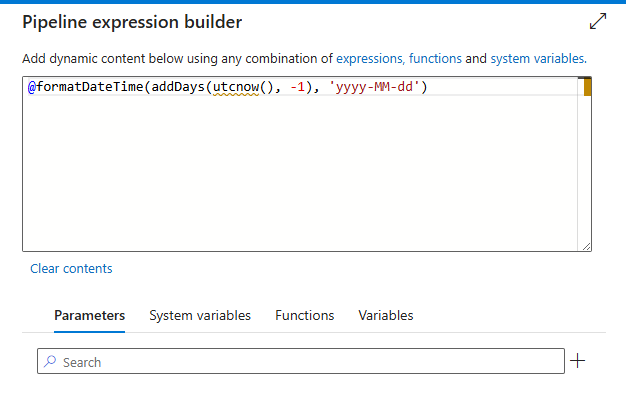 Pipeline expression builder
Add dynamic content below using any combination of expressions, functions and system variables.
@formatDateTime(addDays(utcnow(), -1), 'yyyy-MM-dd')
Clear contents
Parameters System variables Functions Variables
Search